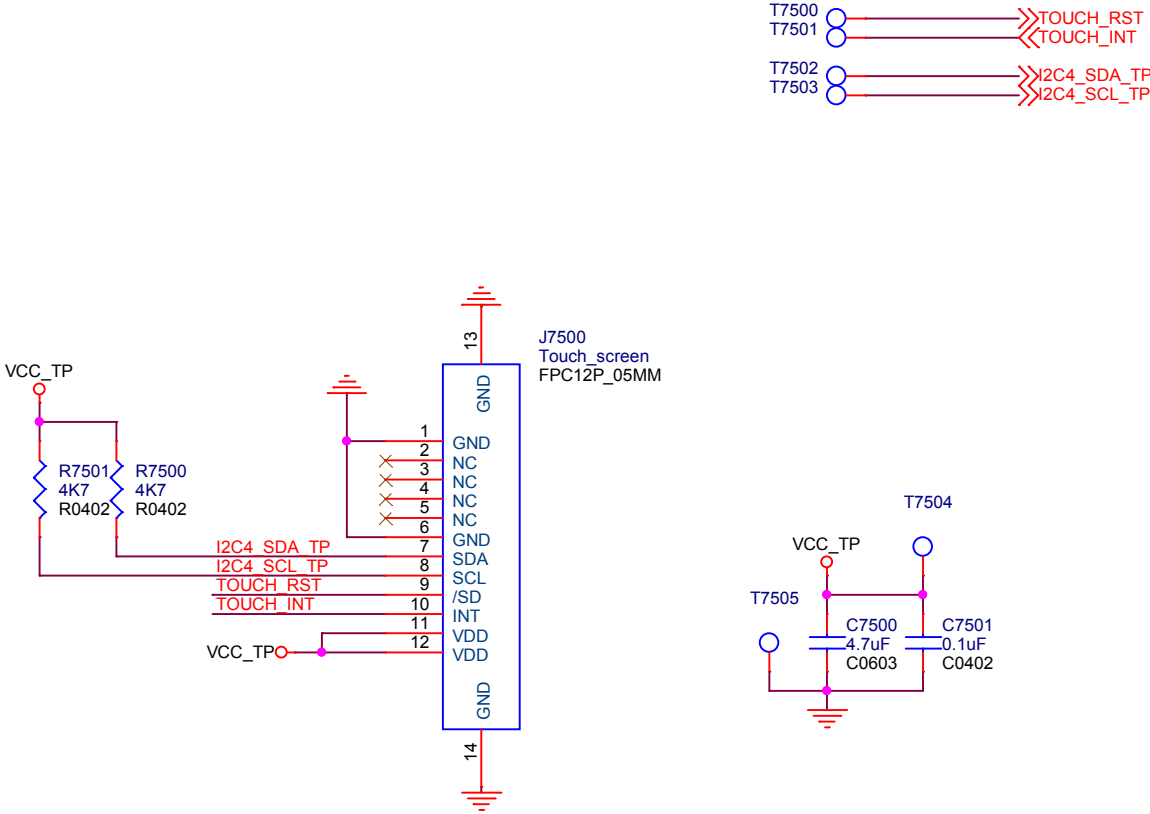 T7500
TOUCH_RST
T7501
TOUCH_INT
T7502
I2C4_SDA_TP
T7503
I2C4_SCL_TP
13
J7500
Touch_screen
FPC12P_05MM
GND
VCC_TP
R7501
4K7
R0402
R7500
4K7
R0402
1
GND
2
NC
3
NC
4
NC
5
NC
6
GND
I2C4_SDA_TP
7
SDA
I2C4_SCL_TP
8
SCL
TOUCH_RST
9
/SD
TOUCH_INT
10
INT
11
VDD
VCC_TP
12
VDD
GND
14
T7504
VCC_TP
T7505
C7500
4.7uF
C0603
C7501
0.1uF
C0402